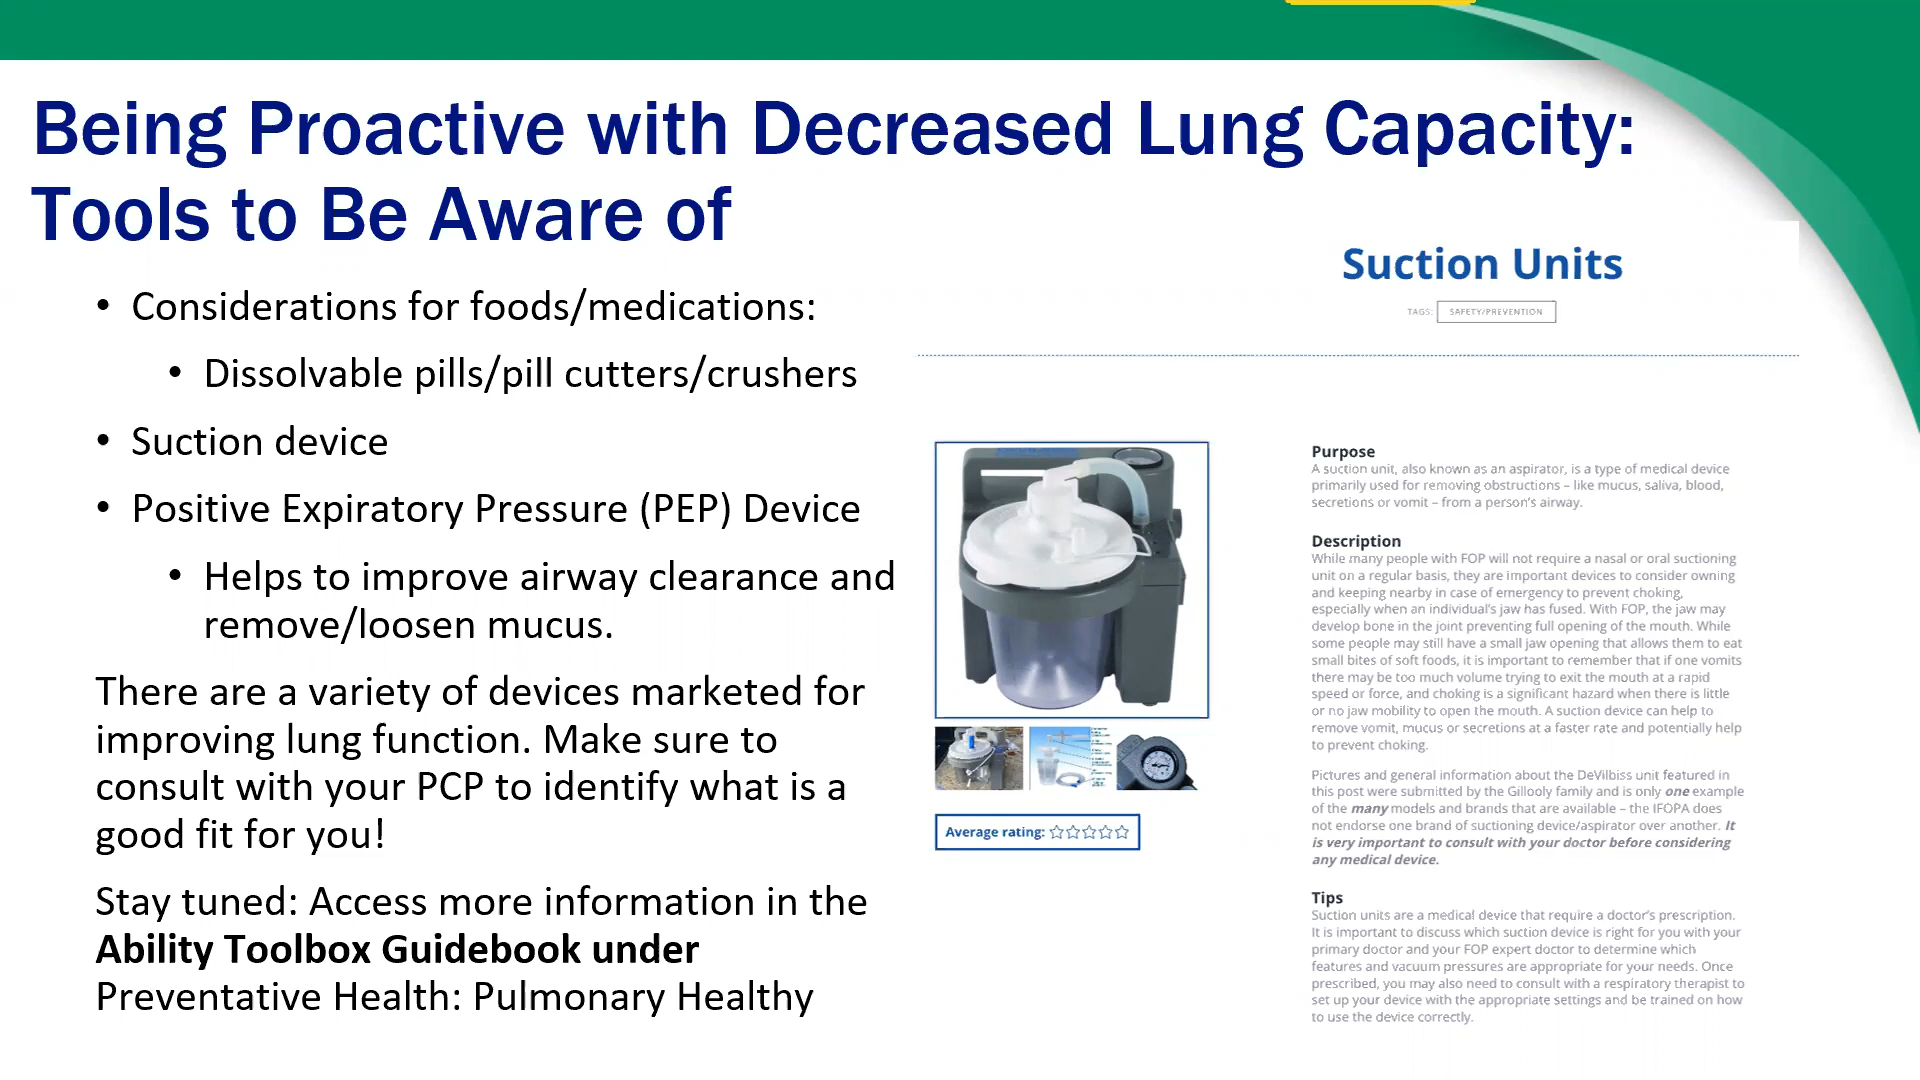 Being Proactive with Decreased Lung Capacity:
Tools to Be Aware of
• Considerations for foods/medications:
• Dissolvable pills/pill cutters/crushers
• Suction device
• Positive Expiratory Pressure (PEP) Device
• Helps to improve airway clearance and
remove/loosen mucus.
There are a variety of devices marketed for
improving lung function. Make sure to
consult with your PCP to identify what is a
good fit for you!
Stay tuned: Access more information in the
Ability Toolbox Guidebook under
Preventative Health: Pulmonary Healthy
Suction Units
TAGS: SAFETY/PREVENTION
Average rating: ☆☆☆☆☆
Purpose
A suction unit, also known as an aspirator, is a type of medical device
primarily used for removing obstructions – like mucus, saliva, blood,
secretions or vomit – from a person's airway.
Description
While many people with FOP will not require a nasal or oral suctioning
unit on a regular basis, they are important devices to consider owning
and keeping nearby in case of emergency to prevent choking,
especially when an individual's jaw has fused. With FOP, the jaw may
develop bone in the joint preventing full opening of the mouth. While
some people may still have a small jaw opening that allows them to eat
small bites of soft foods, it is important to remember that if one vomits
there may be too much volume trying to exit the mouth at a rapid
speed or force, and choking is a significant hazard when there is little
or no jaw mobility to open the mouth. A suction device can help to
remove vomit, mucus or secretions at a faster rate and potentially help
to prevent choking.
Pictures and general information about the DeVilbiss unit featured in
this post were submitted by the Gillooly family and is only one example
of the many models and brands that are available – the IFOPA does
not endorse one brand of suctioning device/aspirator over another. It
is very important to consult with your doctor before considering
any medical device.
Tips
Suction units are a medical device that require a doctor's prescription.
It is important to discuss which suction device is right for you with your
primary doctor and your FOP expert doctor to determine which
features and vacuum pressures are appropriate for your needs. Once
prescribed, you may also need to consult with a respiratory therapist to
set up your device with the appropriate settings and be trained on how
to use the device correctly.